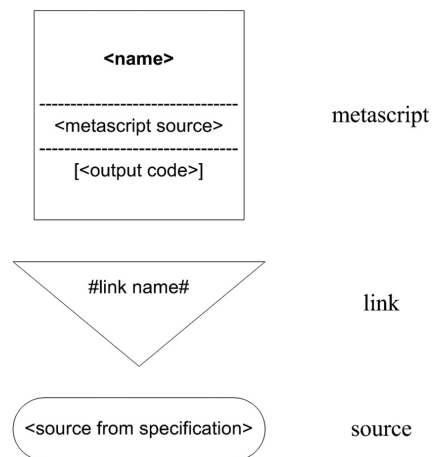 <name>
<metascript source>
metascript
[<output code>]
#link name#
link
<source from specification>
source